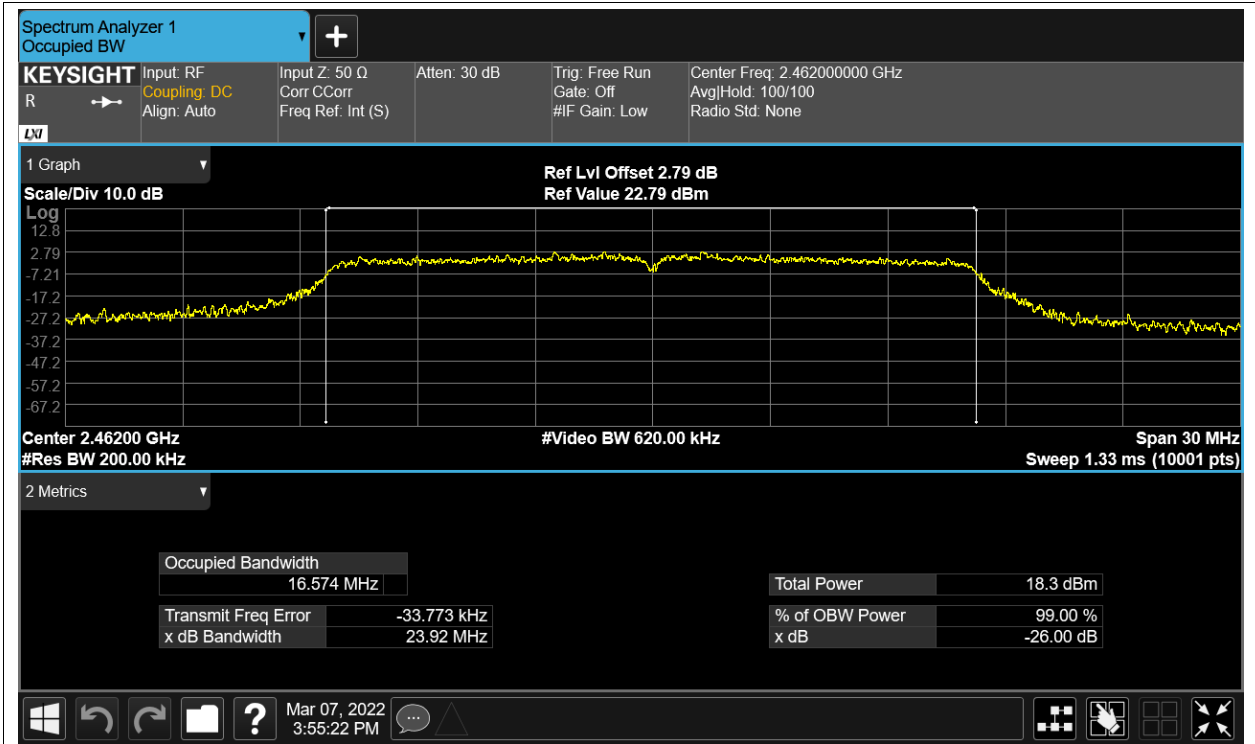 Spectrum Analyzer 1
Occupied BW
KEYSIGHT
R
LXI
Input: RF
Coupling: DC
Align: Auto
Input Z: 50 Ω
Corr CCorr
Freq Ref: Int (S)
Atten: 30 dB
Trig: Free Run
Gate: Off
#IF Gain: Low
Center Freq: 2.462000000 GHz
Avg|Hold: 100/100
Radio Std: None
1 Graph
Ref Lvl Offset 2.79 dB
Scale/Div 10.0 dB
Ref Value 22.79 dBm
Log
12.8
2.79
-7.21
-17.2
-27.2
-37.2
-47.2
-57.2
-67.2
Center 2.46200 GHz
#Video BW 620.00 kHz
Span 30 MHz
#Res BW 200.00 kHz
Sweep 1.33 ms (10001 pts)
2 Metrics
Occupied Bandwidth
16.574 MHz
Total Power 18.3 dBm
Transmit Freq Error -33.773 kHz
% of OBW Power 99.00 %
x dB Bandwidth 23.92 MHz
x dB -26.00 dB
?
Mar 07, 2022
3:55:22 PM